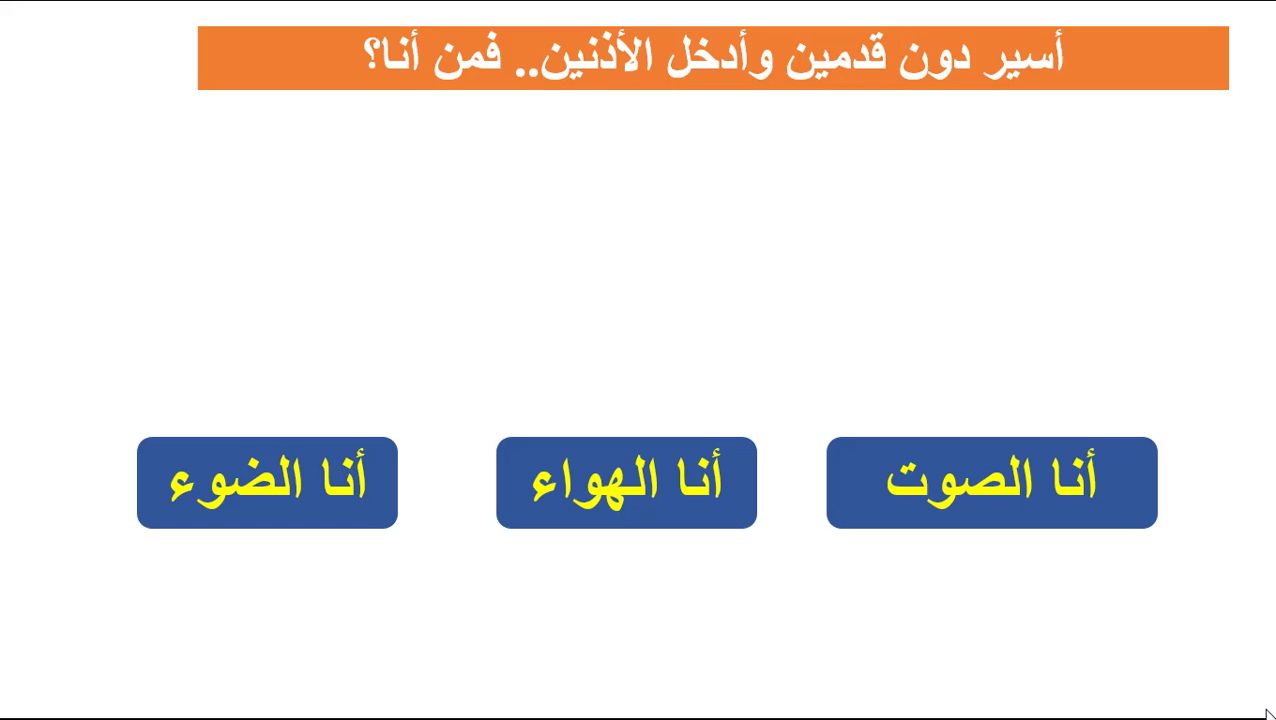 أسير دون قدمين وأدخل الأذنين.. فمن أنا؟
أنا الصوت
أنا الهواء
أنا الضوء